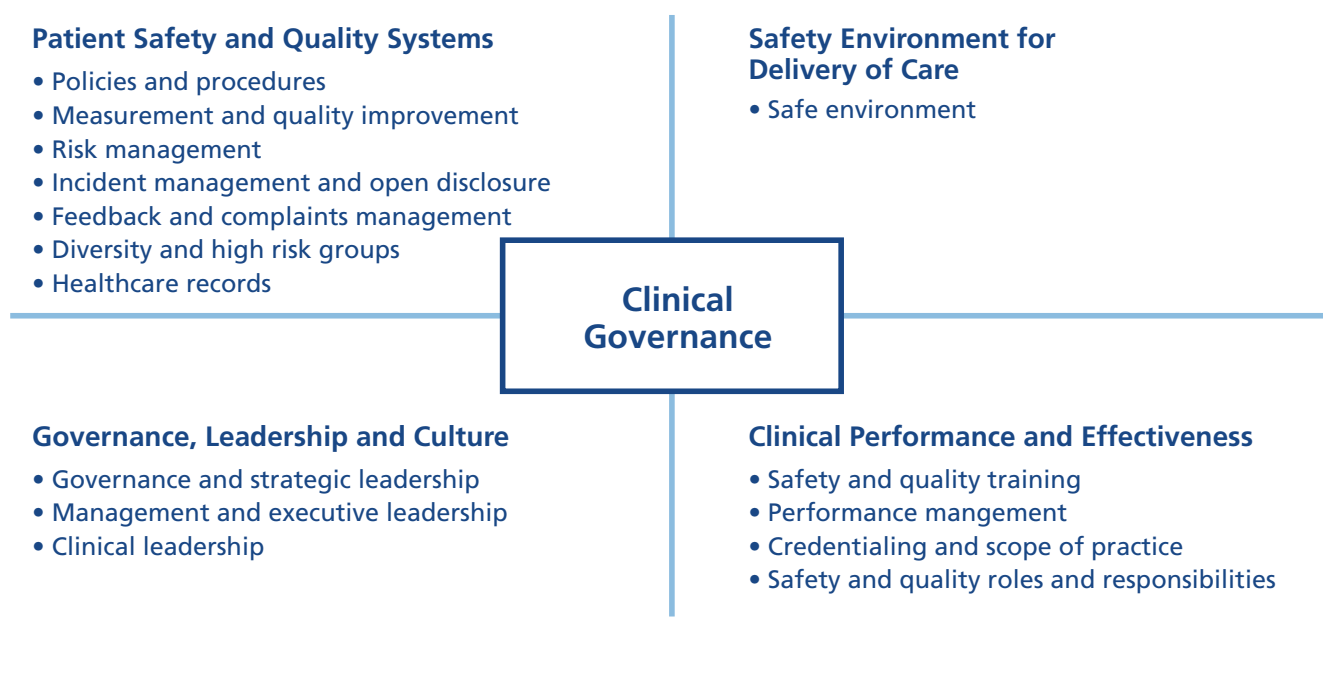 Patient Safety and Quality Systems
• Policies and procedures
• Measurement and quality improvement
• Risk management
• Incident management and open disclosure
• Feedback and complaints management
• Diversity and high risk groups
• Healthcare records
Safety Environment for
Delivery of Care
• Safe environment
Clinical
Governance
Governance, Leadership and Culture
• Governance and strategic leadership
• Management and executive leadership
• Clinical leadership
Clinical Performance and Effectiveness
• Safety and quality training
• Performance mangement
• Credentialing and scope of practice
• Safety and quality roles and responsibilities